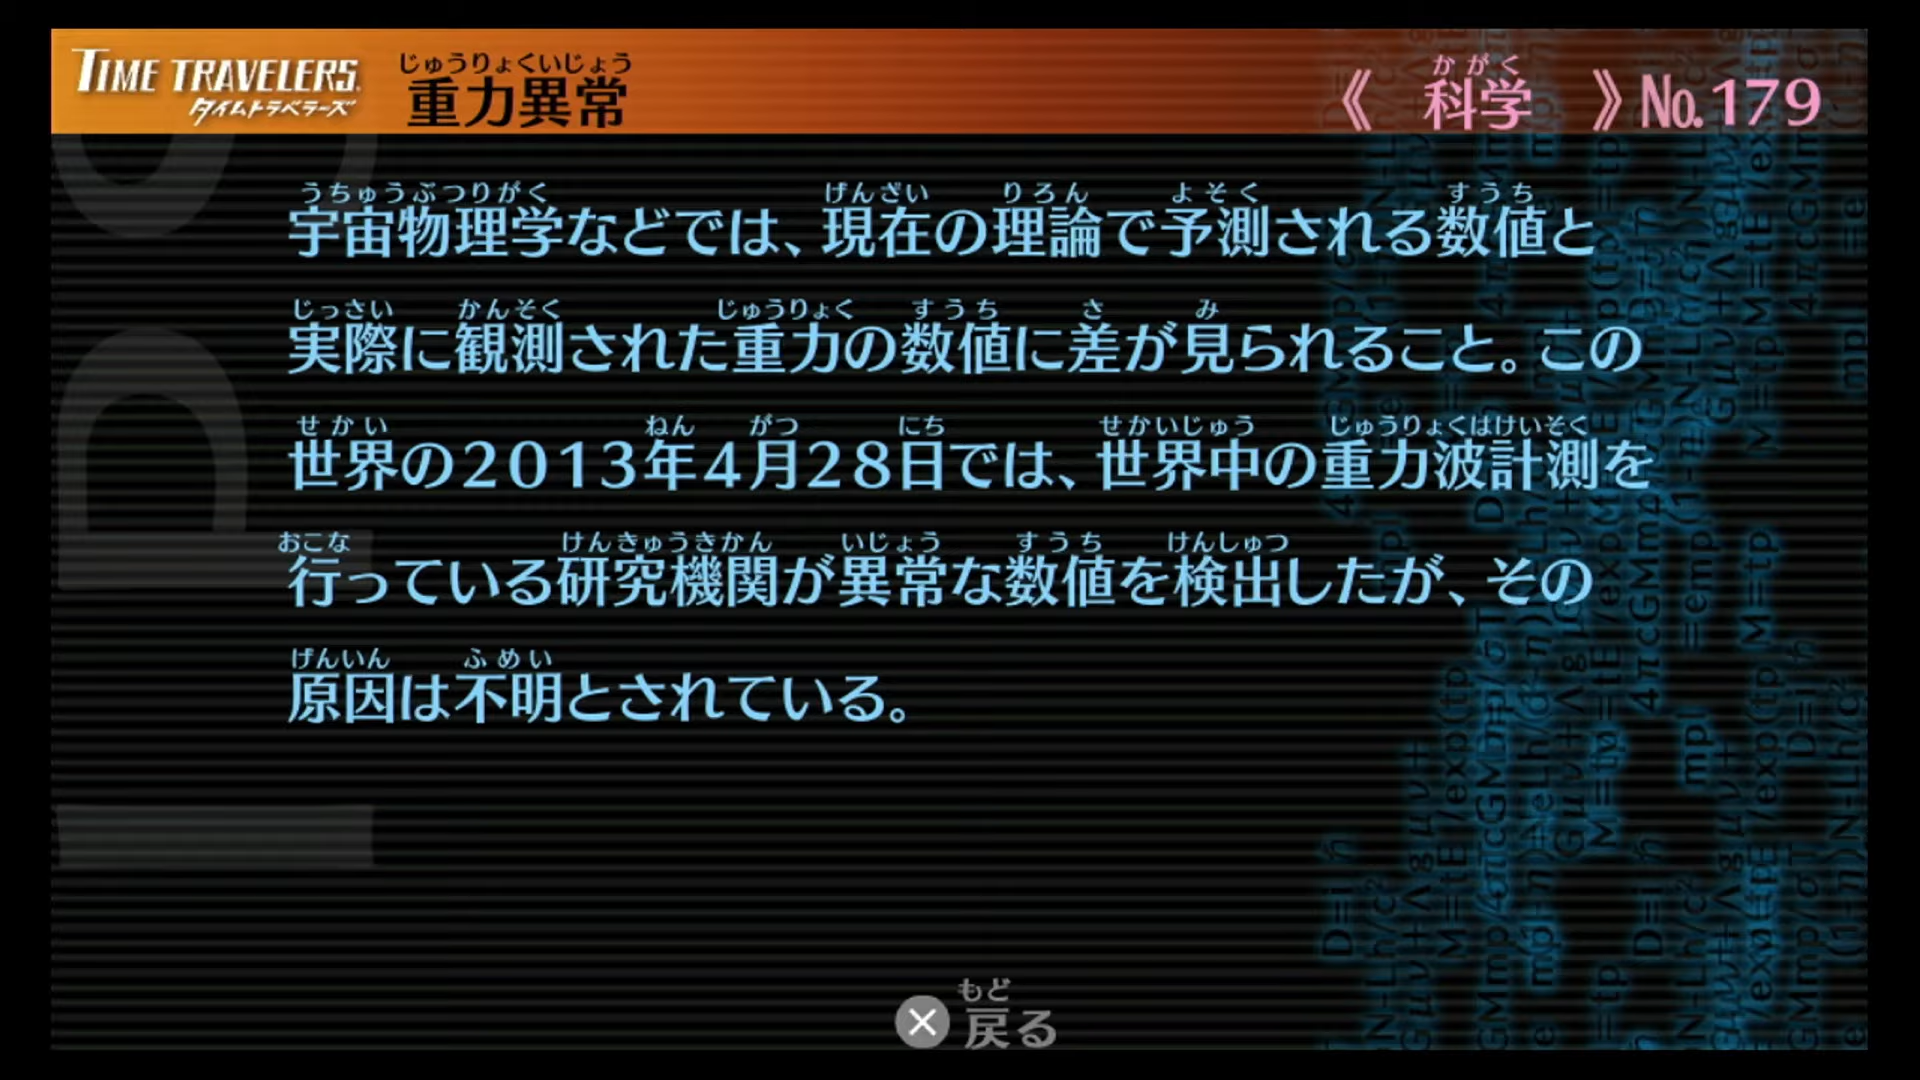 TIME TRAVELERS
タイムトラベラーズ
じゅうりょくいじょう
重力異常
かがく
《 科学 》 No.179
うちゅうぶつりがく げんざい りろん よそく すうち
宇宙物理学などでは、現在の理論で予測される数値と
じっさい かんそく じゅうりょく すうち さ み
実際に観測された重力の数値に差が見られること。この
せかい ねん がつ にち せかいじゅう じゅうりょくはけいそく
世界の2013年4月28日では、世界中の重力波計測を
おこな けんきゅうきかん いじょう すうち けんしゅつ
行っている研究機関が異常な数値を検出したが、その
げんいん ふめい
原因は不明とされている。
もど
戻る